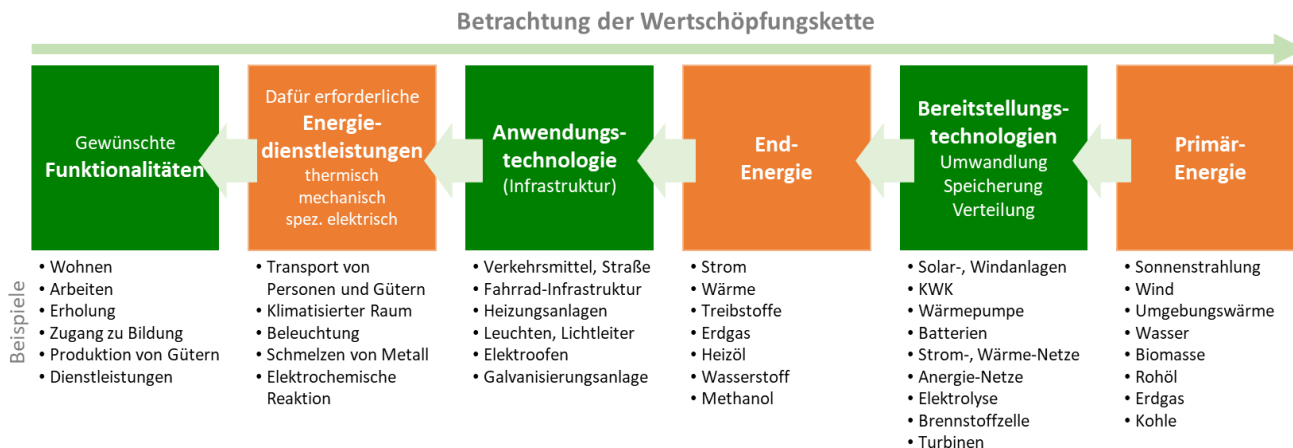 Betrachtung der Wertschöpfungskette
Gewünschte
Funktionalitäten
Dafür erforderliche
Energie-
dienstleistungen
thermisch
mechanisch
spez. elektrisch
Anwendungs-
technologie
(Infrastruktur)
End-
Energie
Bereitstellungs-
technologien
Umwandlung
Speicherung
Verteilung
Primär-
Energie
Beispiele
• Wohnen
• Arbeiten
• Erholung
• Zugang zu Bildung
• Produktion von Gütern
• Dienstleistungen
• Transport von
Personen und Gütern
• Klimatisierter Raum
• Beleuchtung
• Schmelzen von Metall
• Elektrochemische
Reaktion
• Verkehrsmittel, Straße
• Fahrrad-Infrastruktur
• Heizungsanlagen
• Leuchten, Lichtleiter
• Elektroofen
• Galvanisierungsanlage
• Strom
• Wärme
• Treibstoffe
• Erdgas
• Heizöl
• Wasserstoff
• Methanol
• Solar-, Windanlagen
• KWK
• Wärmepumpe
• Batterien
• Strom-, Wärme-Netze
• Anergie-Netze
• Elektrolyse
• Brennstoffzelle
• Turbinen
• Sonnenstrahlung
• Wind
• Umgebungswärme
• Wasser
• Biomasse
• Rohöl
• Erdgas
• Kohle